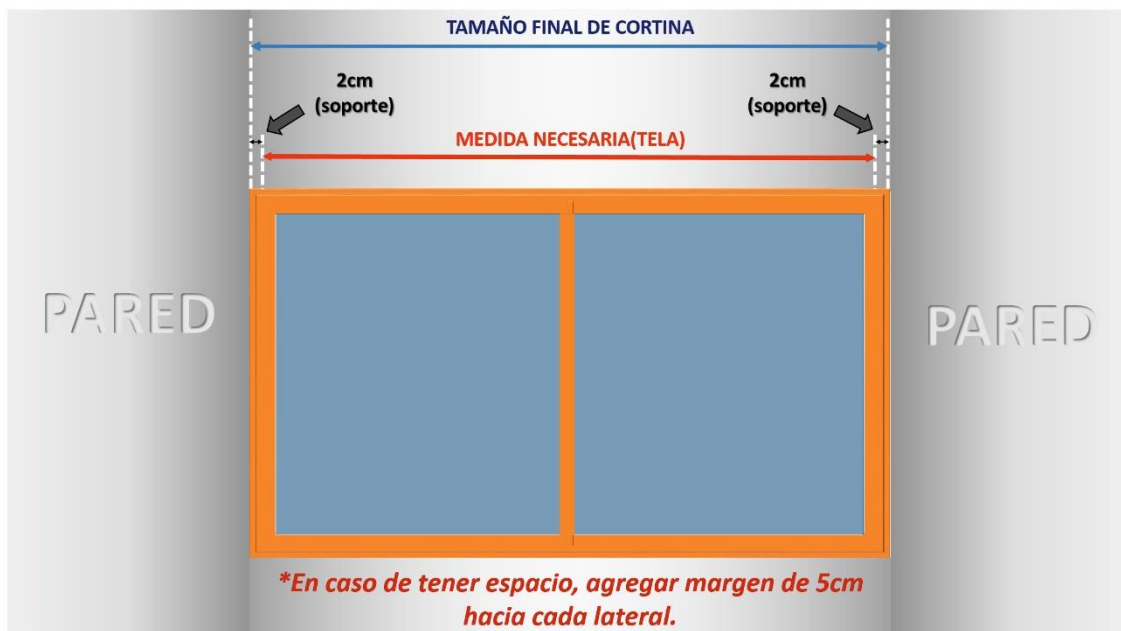 TAMAÑO FINAL DE CORTINA
2cm
(soporte)
2cm
(soporte)
MEDIDA NECESARIA(TELA)
PARED
PARED
*En caso de tener espacio, agregar margen de 5cm
hacia cada lateral.